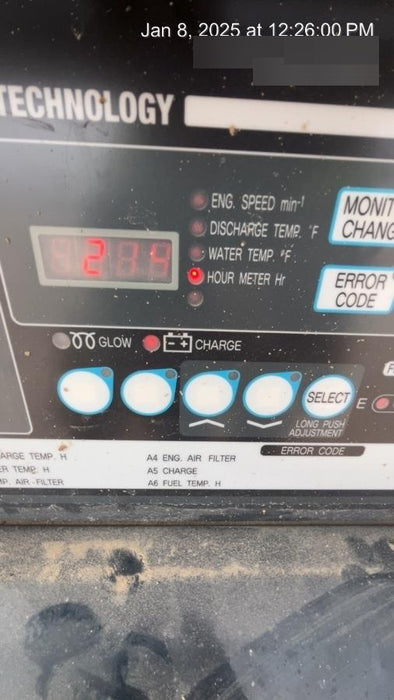 Jan 8, 2025 at 12:26:00 PM
TECHNOLOGY
ENG. SPEED min-1
DISCHARGE TEMP. °F
WATER TEMP. °F
HOUR METER Hr
MONIT
CHANG
ERROR
CODE
GLOW
CHARGE
SELECT
E
LONG PUSH
ADJUSTMENT
ERROR CODE
ARGE TEMP. H
A4 ENG. AIR FILTER
ER TEMP. H
A5 CHARGE
MP. AIR-FILTER
A6 FUEL TEMP. H